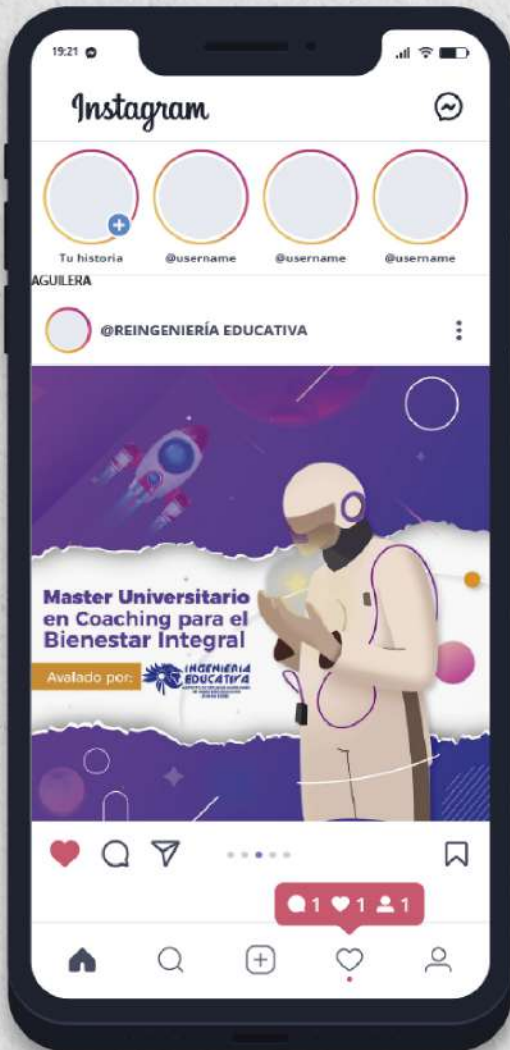 19:21
Instagram
Tu historia
@username
@username
@username
AGUILERA
@REINGENIERÍA EDUCATIVA
Master Universitario
en Coaching para el
Bienestar Integral
Avalado por:
INGENIERIA
EDUCATIVA
1 1 1